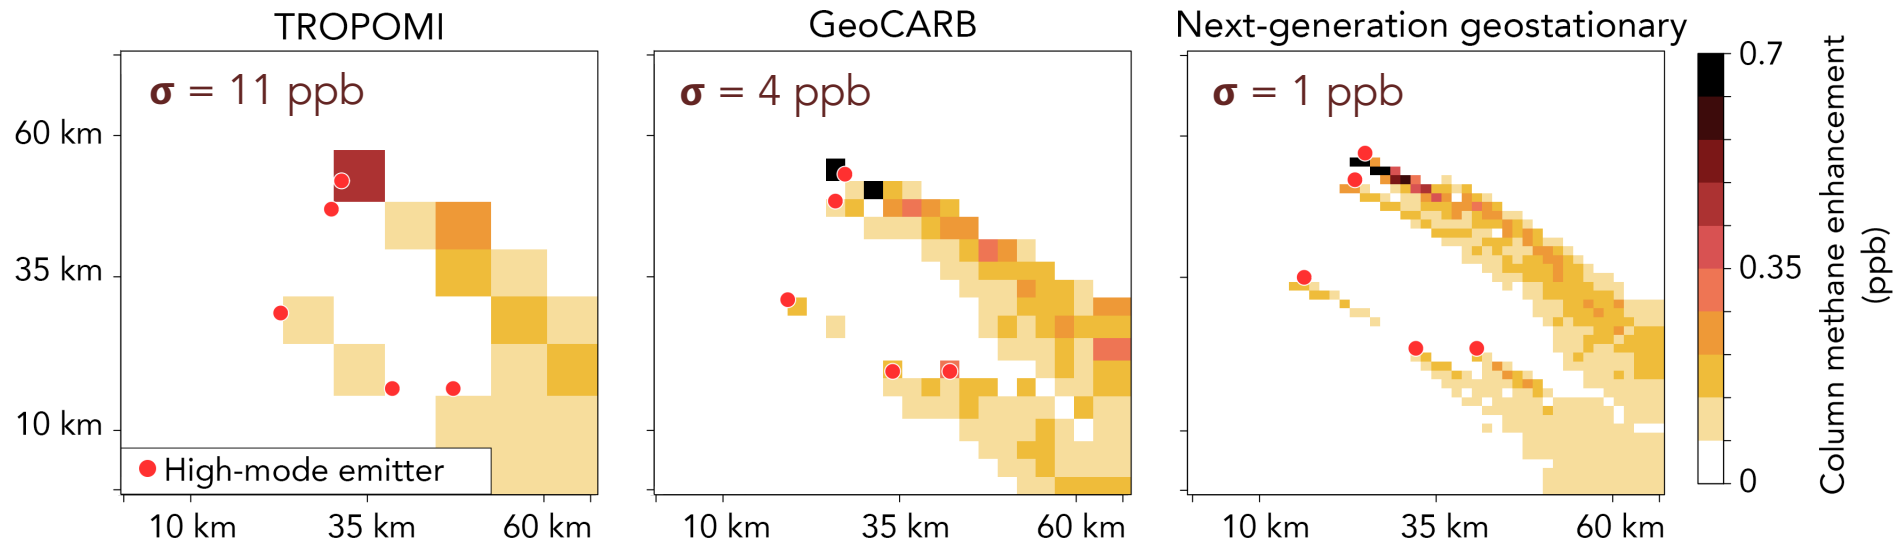 TROPOMI
GeoCARB
Next-generation geostationary
σ = 11 ppb
σ = 4 ppb
σ = 1 ppb
60 km
35 km
10 km
High-mode emitter
10 km
35 km
60 km
10 km
35 km
60 km
10 km
35 km
60 km
0.7
0.35
0
Column methane enhancement
(ppb)